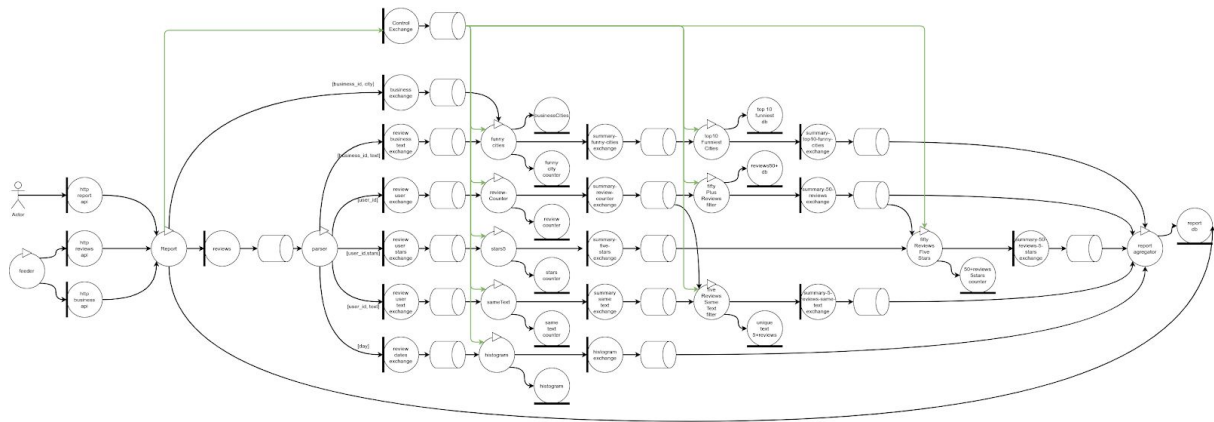 Control
Exchange
[business_id, city]
business
exchange
businessCities
top 10
funniest
db
review
business
text
exchange
[business_id, text]
funny
cities
summary-
funny-cities
exchange
top10
Funniest
Cities
summary-
top10-funny-
cities
exchange
funny
city
counter
reviews50+
db
Actor
http
report
api
[user_id]
review
user
exchange
review-
Counter
summary-
review-
counter
exchange
fifty
Plus
Reviews
filter
summary-50-
reviews
exchange
review
counter
report
db
feeder
http
reviews
api
Report
reviews
parser
[user_id,stars]
review
user
stars
exchange
stars5
summary-
five-
stars
exchange
fifty
Reviews
Five
Stars
summary-50-
reviews-5-
stars
exchange
report
agregator
stars
counter
50+reviews
5stars
counter
http
business
api
[user_id, text]
review
user
text
exchange
sameText
summary
same
text
exchange
five
Reviews
Same
Text
filter
summary-5-
reviews-same-
text
exchange
same
text
counter
unique
text
[day]
review
dates
exchange
histogram
histogram
exchange
histogram